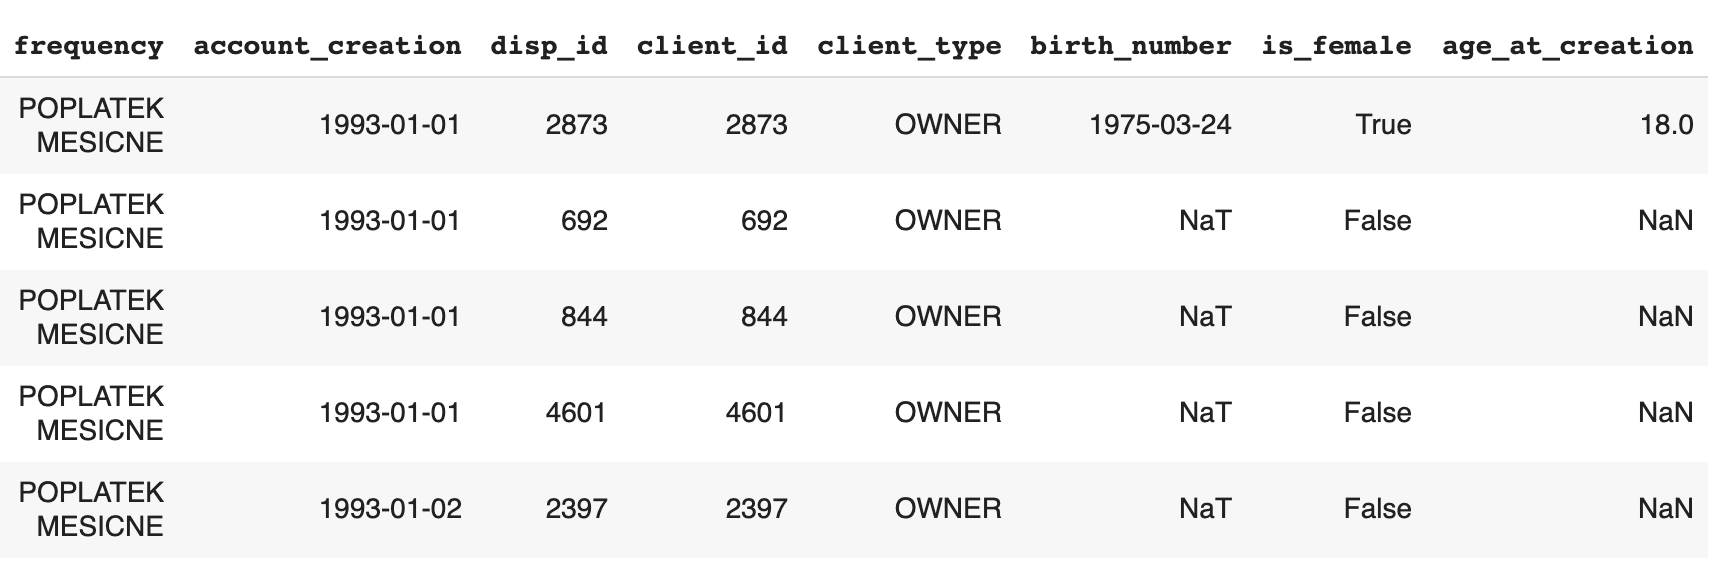 frequency account_creation disp_id client_id client_type birth_number is_female age_at_creation
POPLATEK MESICNE 1993-01-01 2873 2873 OWNER 1975-03-24 True 18.0
POPLATEK MESICNE 1993-01-01 692 692 OWNER NaT False NaN
POPLATEK MESICNE 1993-01-01 844 844 OWNER NaT False NaN
POPLATEK MESICNE 1993-01-01 4601 4601 OWNER NaT False NaN
POPLATEK MESICNE 1993-01-02 2397 2397 OWNER NaT False NaN